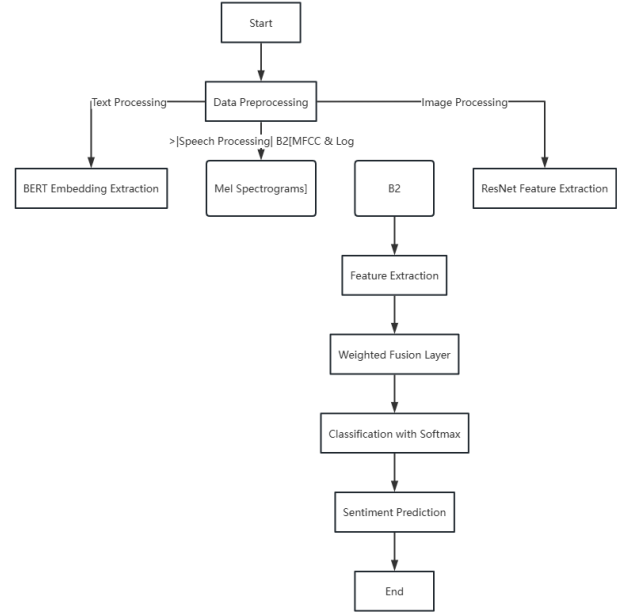 Start
Text Processing
Data Preprocessing
Image Processing
>|Speech Processing| B2[MFCC & Log
BERT Embedding Extraction
Mel Spectrograms]
B2
ResNet Feature Extraction
Feature Extraction
Weighted Fusion Layer
Classification with Softmax
Sentiment Prediction
End